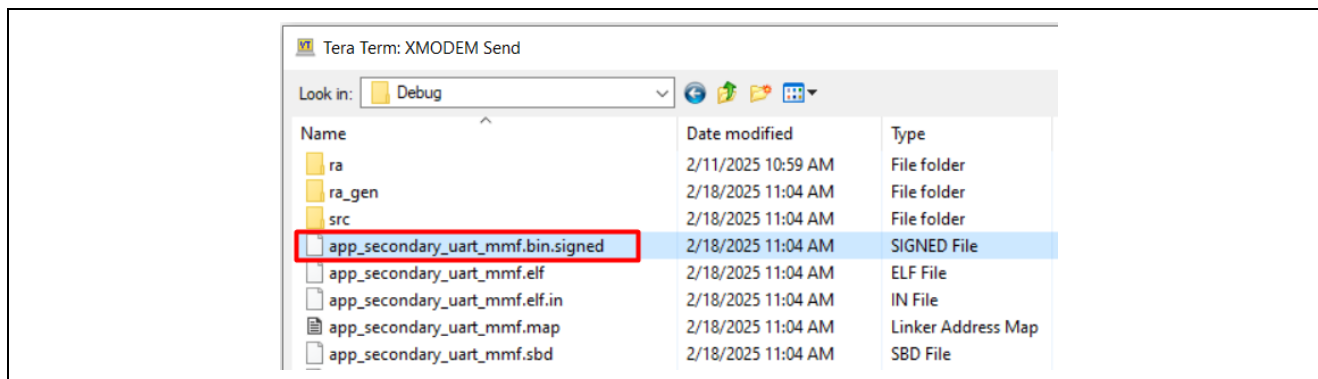 Tera Term: XMODEM Send
Look in: Debug
Name Date modified Type
ra 2/11/2025 10:59 AM File folder
ra_gen 2/18/2025 11:04 AM File folder
src 2/18/2025 11:04 AM File folder
app_secondary_uart_mmf.bin.signed 2/18/2025 11:04 AM SIGNED File
app_secondary_uart_mmf.elf 2/18/2025 11:04 AM ELF File
app_secondary_uart_mmf.elf.in 2/18/2025 11:04 AM IN File
app_secondary_uart_mmf.map 2/18/2025 11:04 AM Linker Address Map
app_secondary_uart_mmf.sbd 2/18/2025 11:04 AM SBD File